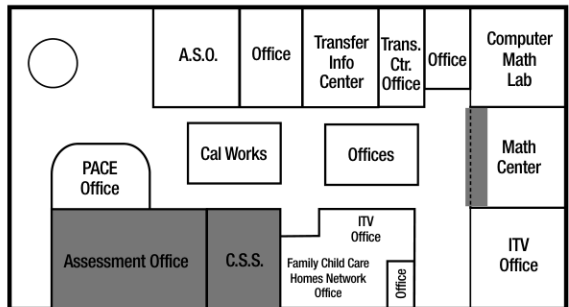 A.S.O.
Office
Transfer
Info
Center
Trans.
Ctr.
Office
Office
Computer
Math
Lab
Cal Works
Offices
Math
Center
PACE
Office
Assessment Office
C.S.S.
ITV
Office
Family Child Care
Homes Network
Office
Office
ITV
Office